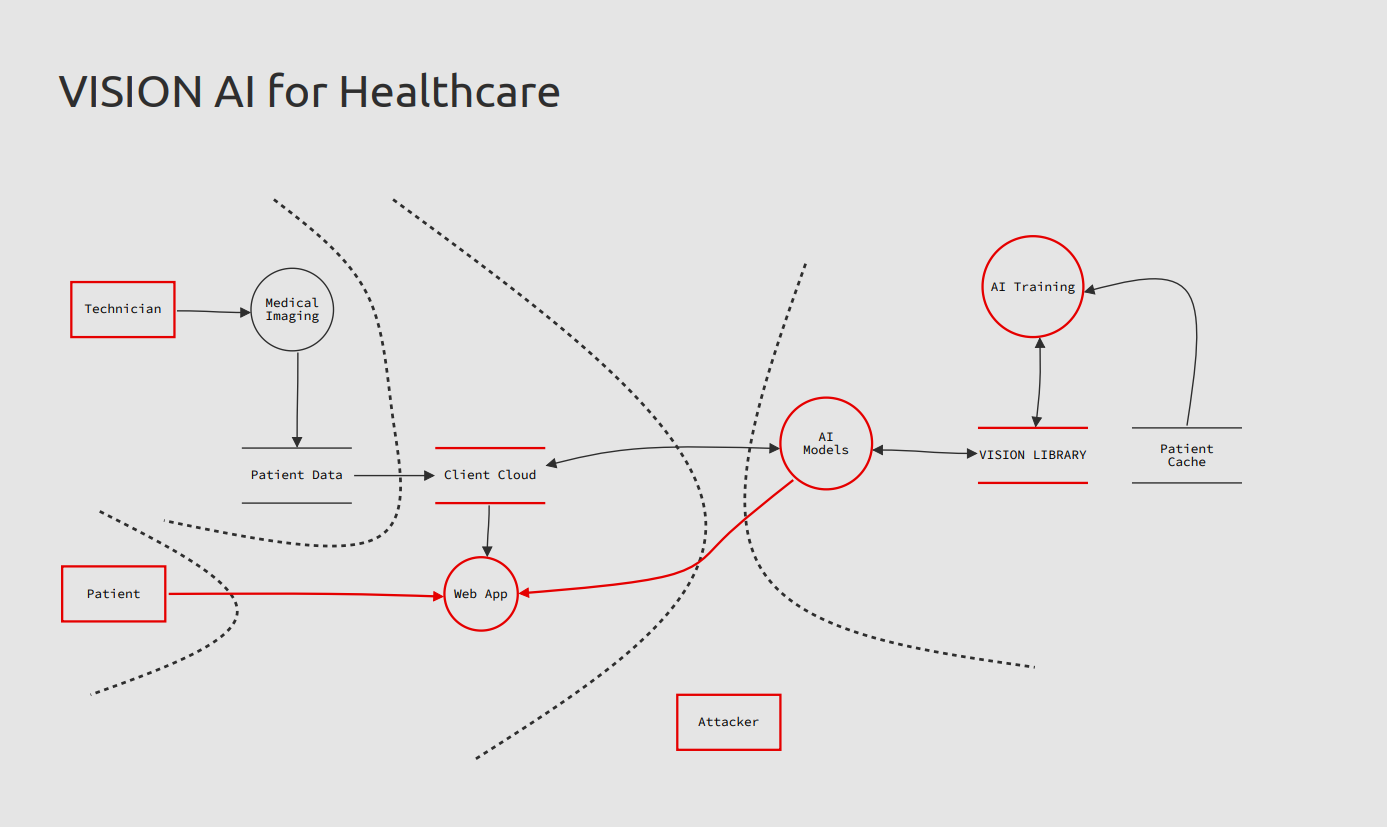 VISION AI for Healthcare
Technician
Medical
Imaging
AI Training
Patient Data
Client Cloud
AI
Models
VISION LIBRARY
Patient
Cache
Patient
Web App
Attacker